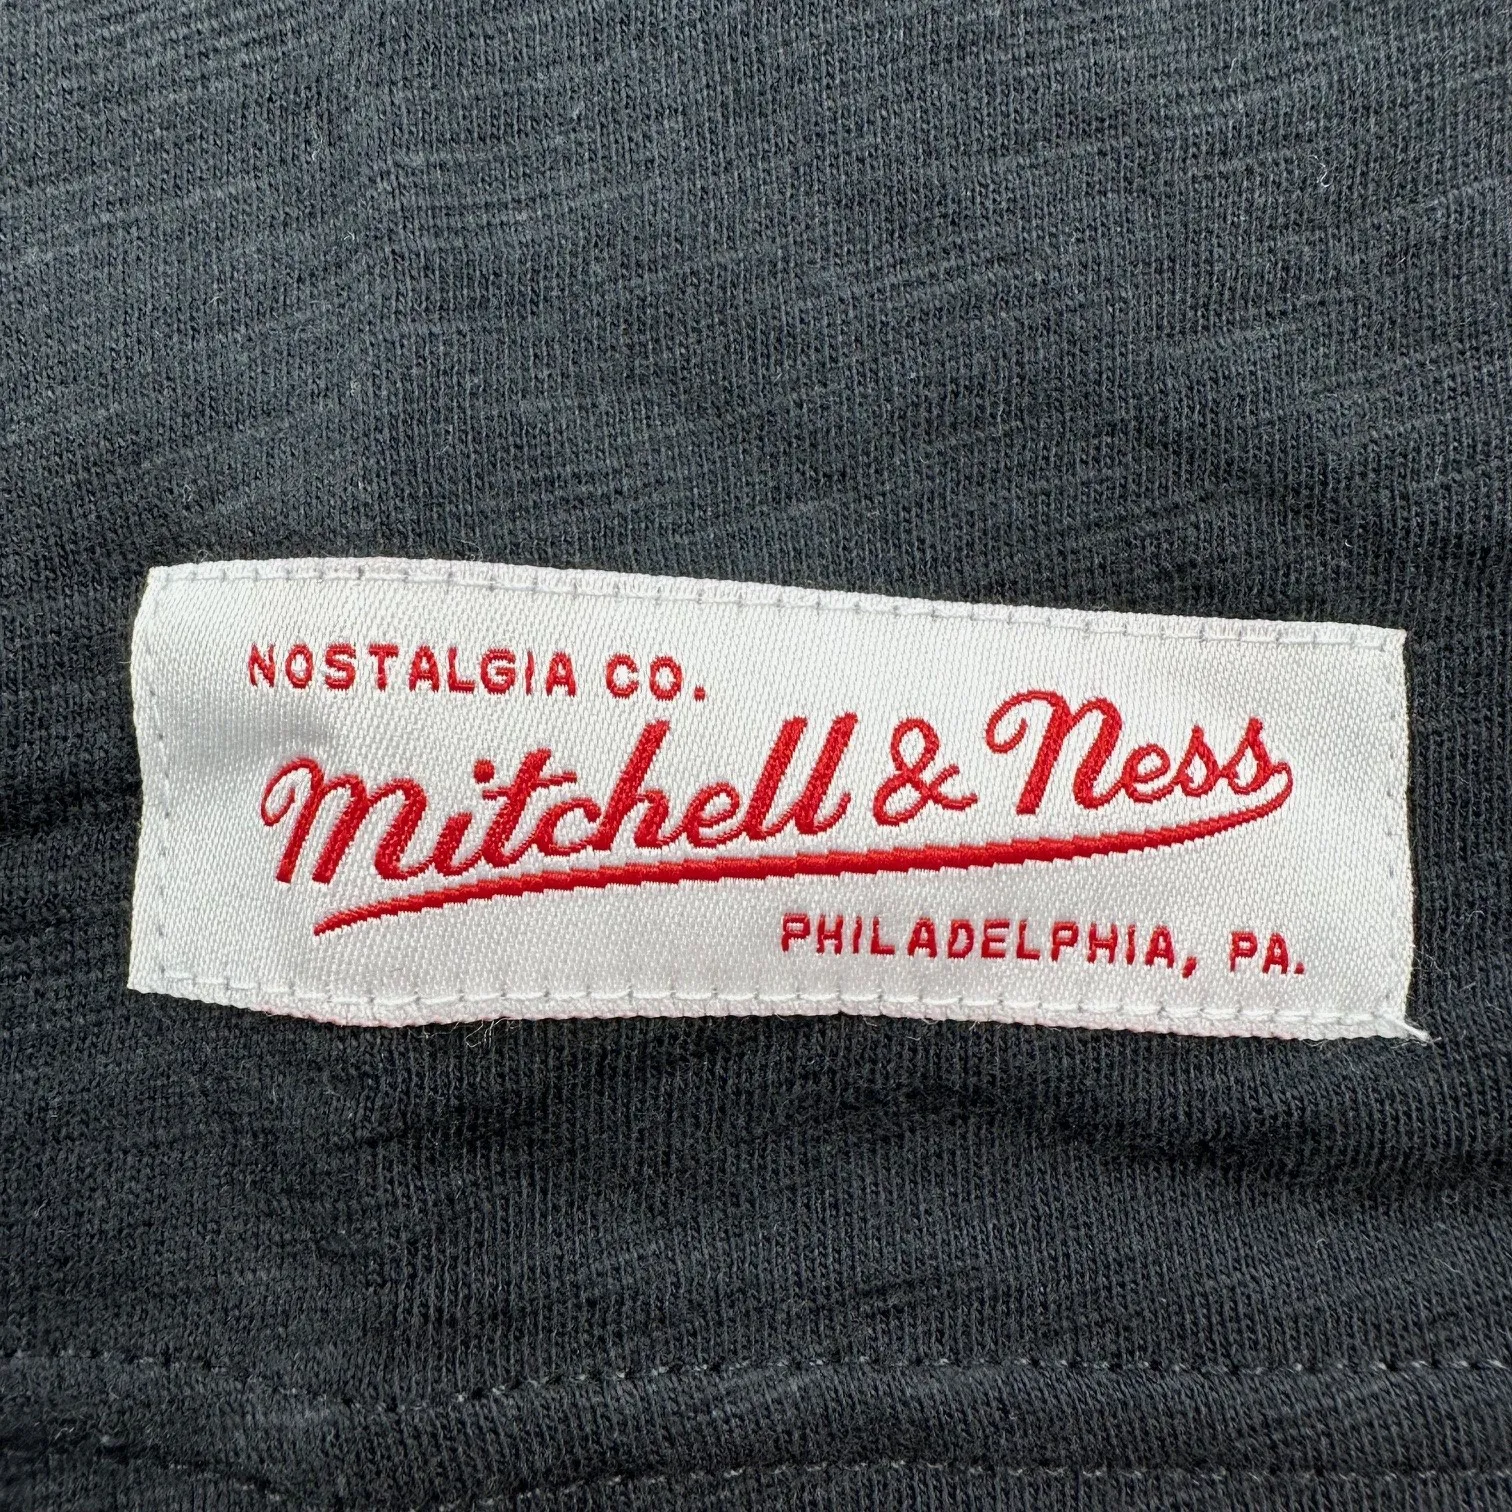 NOSTALGIA CO.
Mitchell & Ness
PHILADELPHIA, PA.